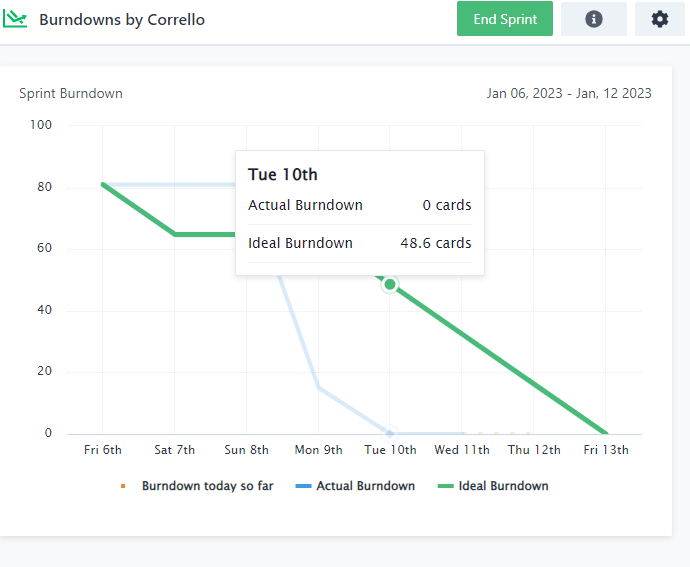 Burndowns by Corrello
End Sprint
Sprint Burndown
Jan 06, 2023 - Jan, 12 2023
100
80
60
40
20
0
Tue 10th
Actual Burndown 0 cards
Ideal Burndown 48.6 cards
Fri 6th Sat 7th Sun 8th Mon 9th Tue 10th Wed 11th Thu 12th Fri 13th
Burndown today so far Actual Burndown Ideal Burndown